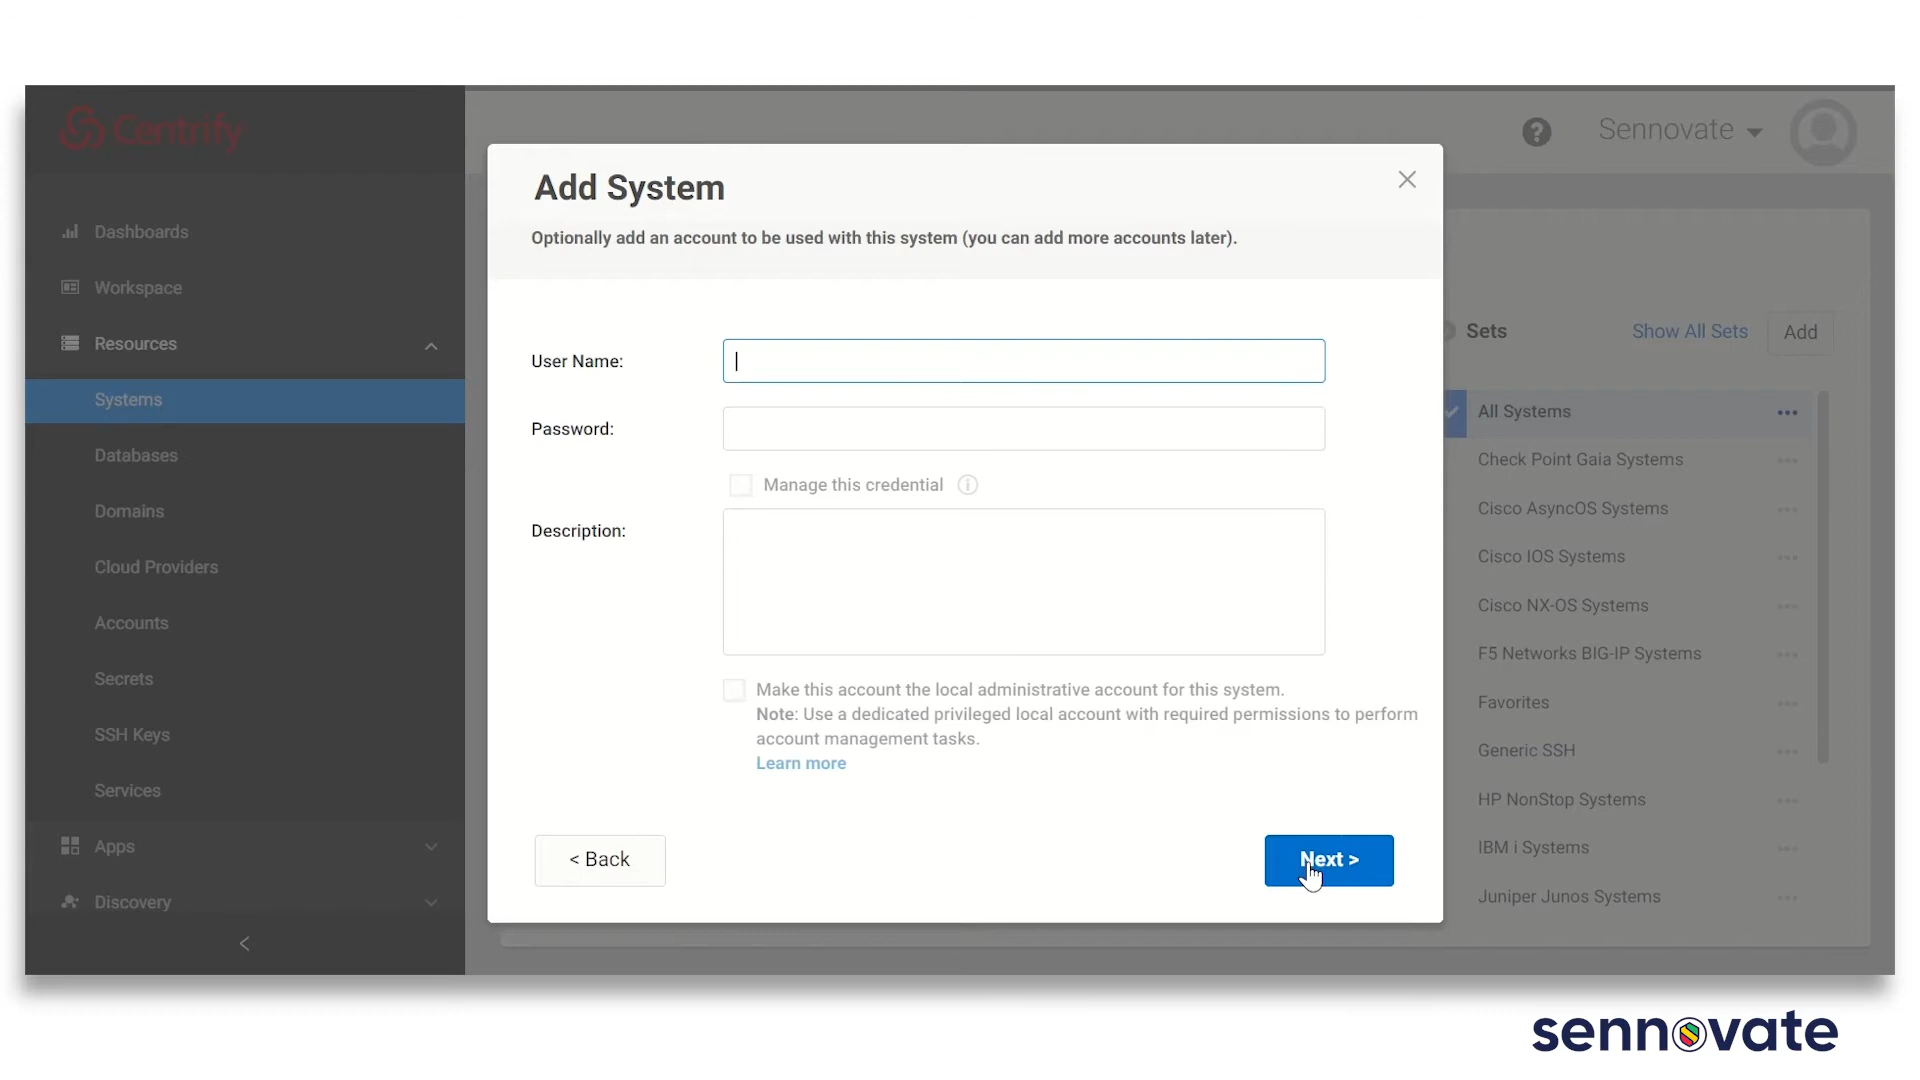 Centrify
Sennovate
Dashboards
Workspace
Resources
Systems
Databases
Domains
Cloud Providers
Accounts
Secrets
SSH Keys
Services
Apps
Discovery
Add System
Optionally add an account to be used with this system (you can add more accounts later).
User Name:
Password:
Manage this credential
Description:
Make this account the local administrative account for this system.
Note: Use a dedicated privileged local account with required permissions to perform
account management tasks.
Learn more
< Back
Next >
Sets
Show All Sets
Add
All Systems
Check Point Gaia Systems
Cisco AsyncOS Systems
Cisco IOS Systems
Cisco NX-OS Systems
F5 Networks BIG-IP Systems
Favorites
Generic SSH
HP NonStop Systems
IBM i Systems
Juniper Junos Systems
sennovate